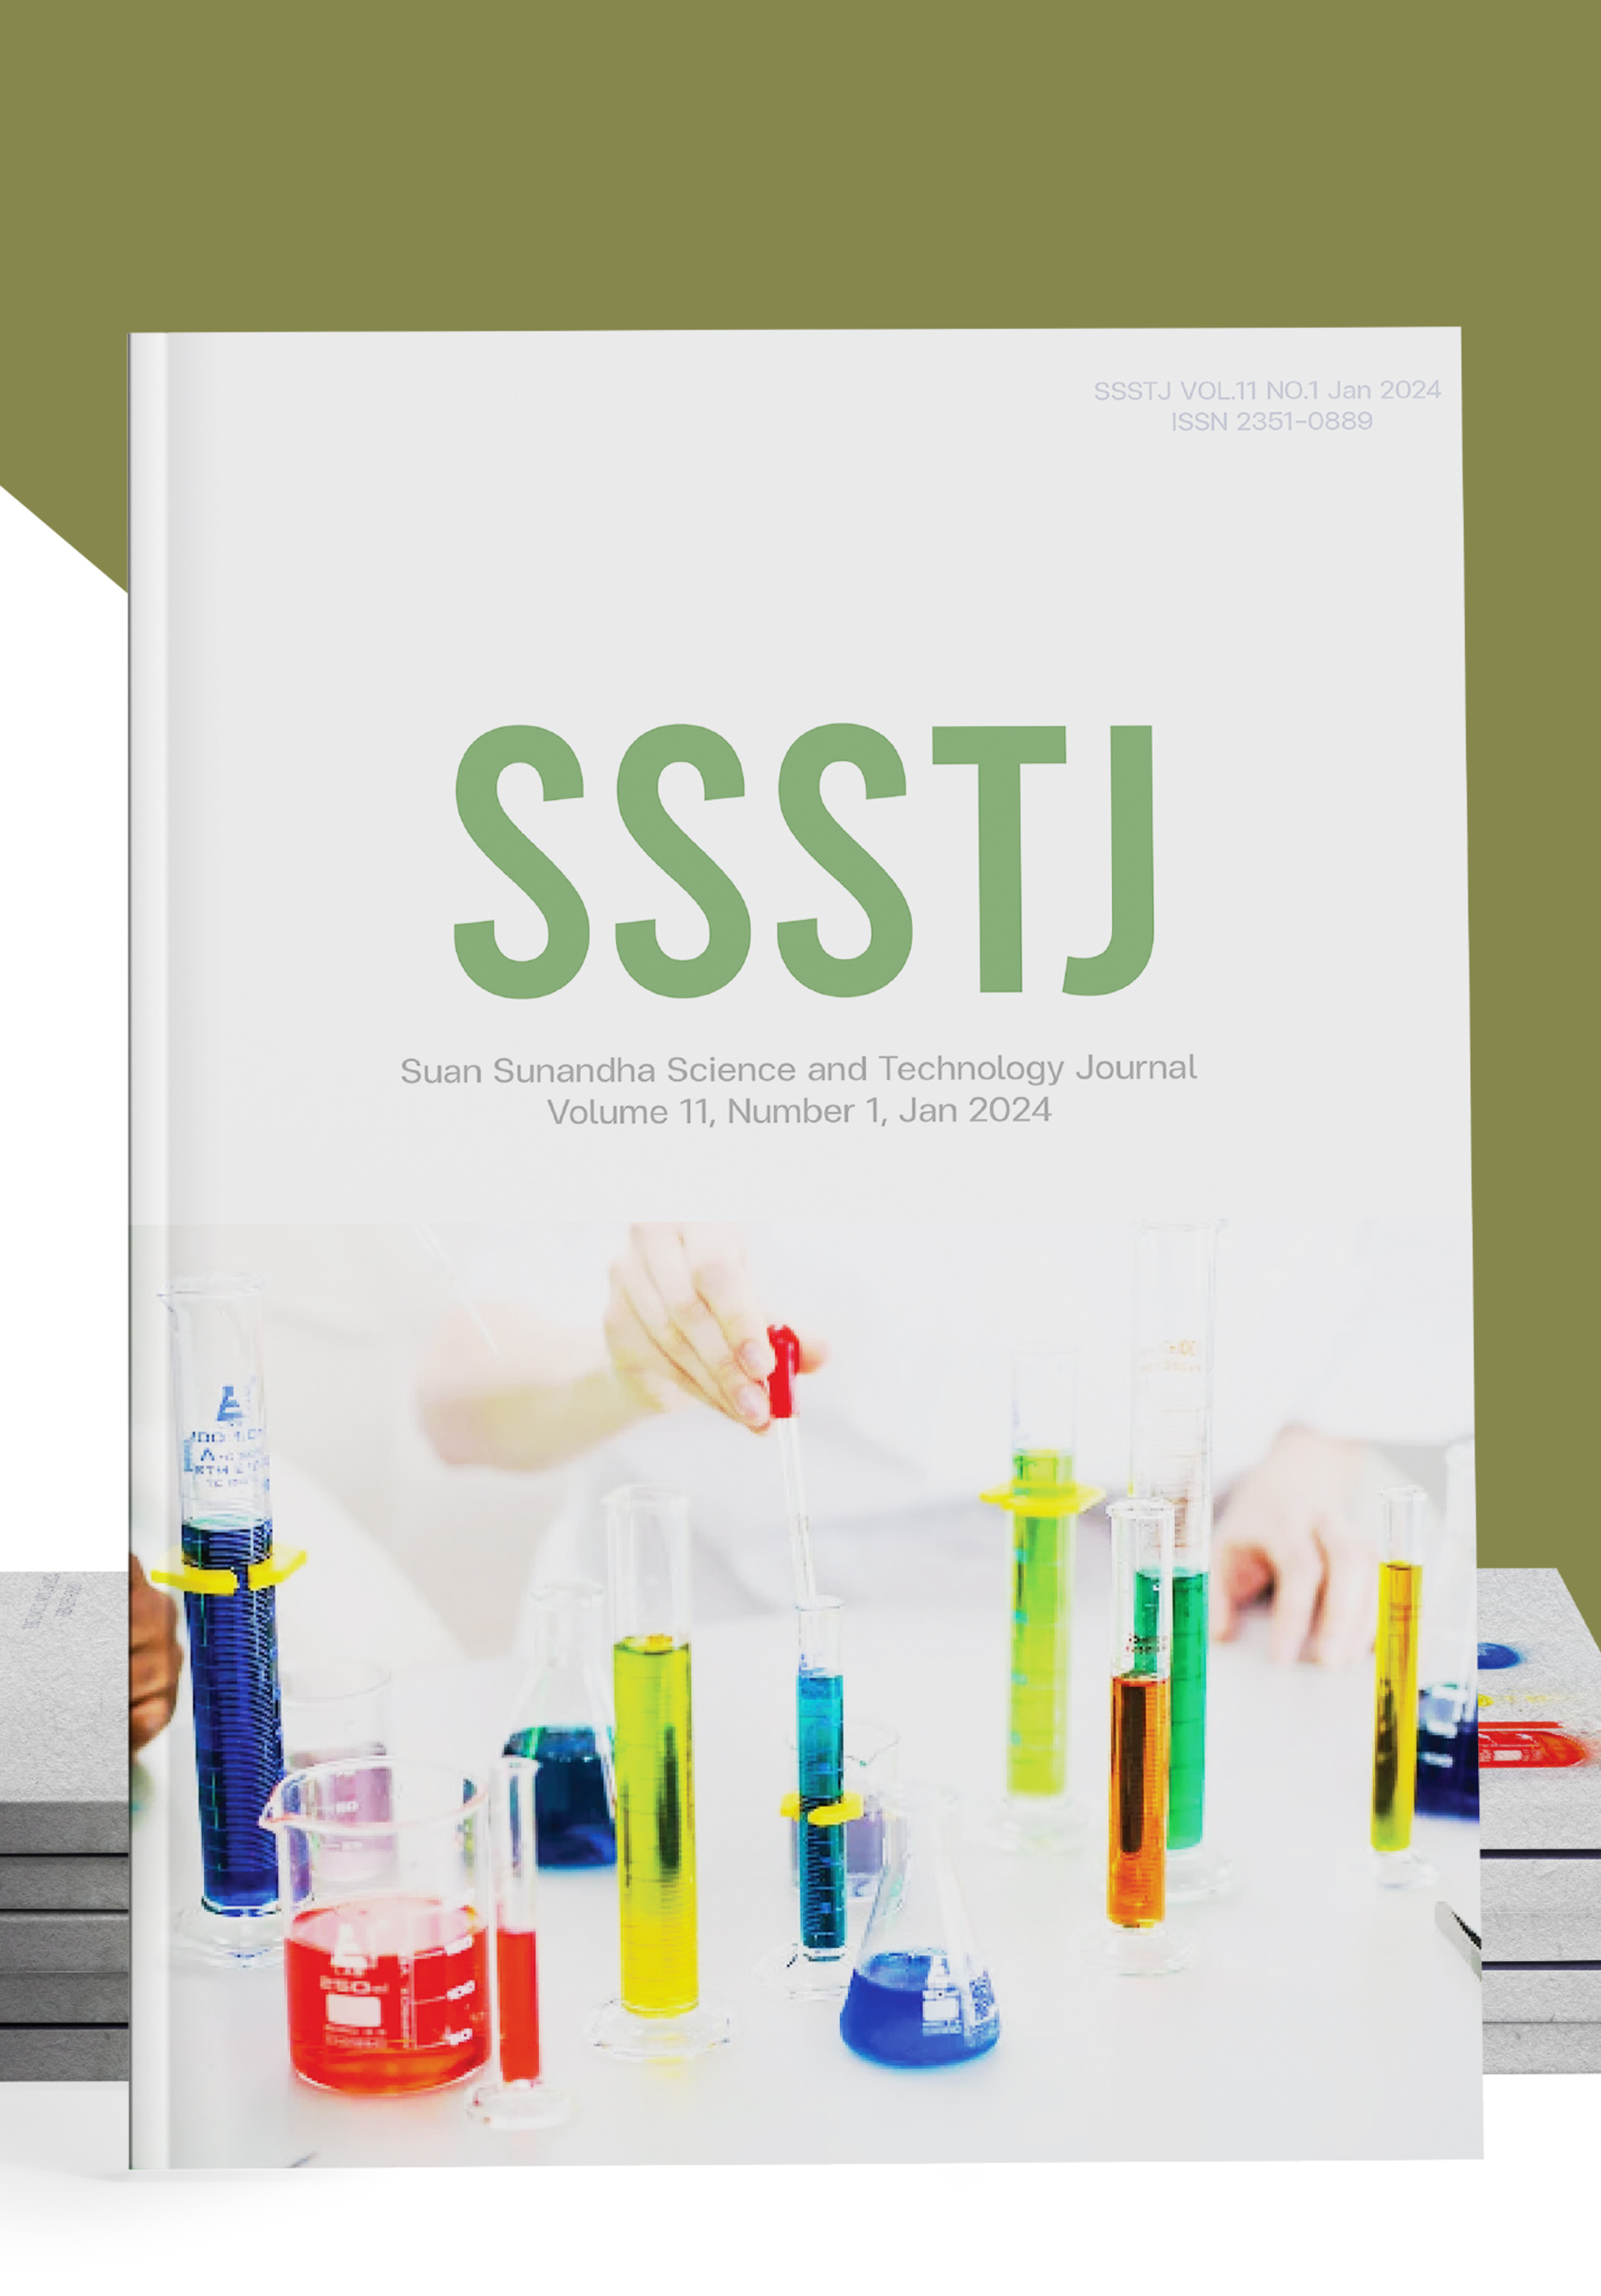 SSSTJ VOL.11 NO.1 Jan 2024
ISSN 2351-0889
SSSTJ
Suan Sunandha Science and Technology Journal
Volume 11, Number 1, Jan 2024
250ml